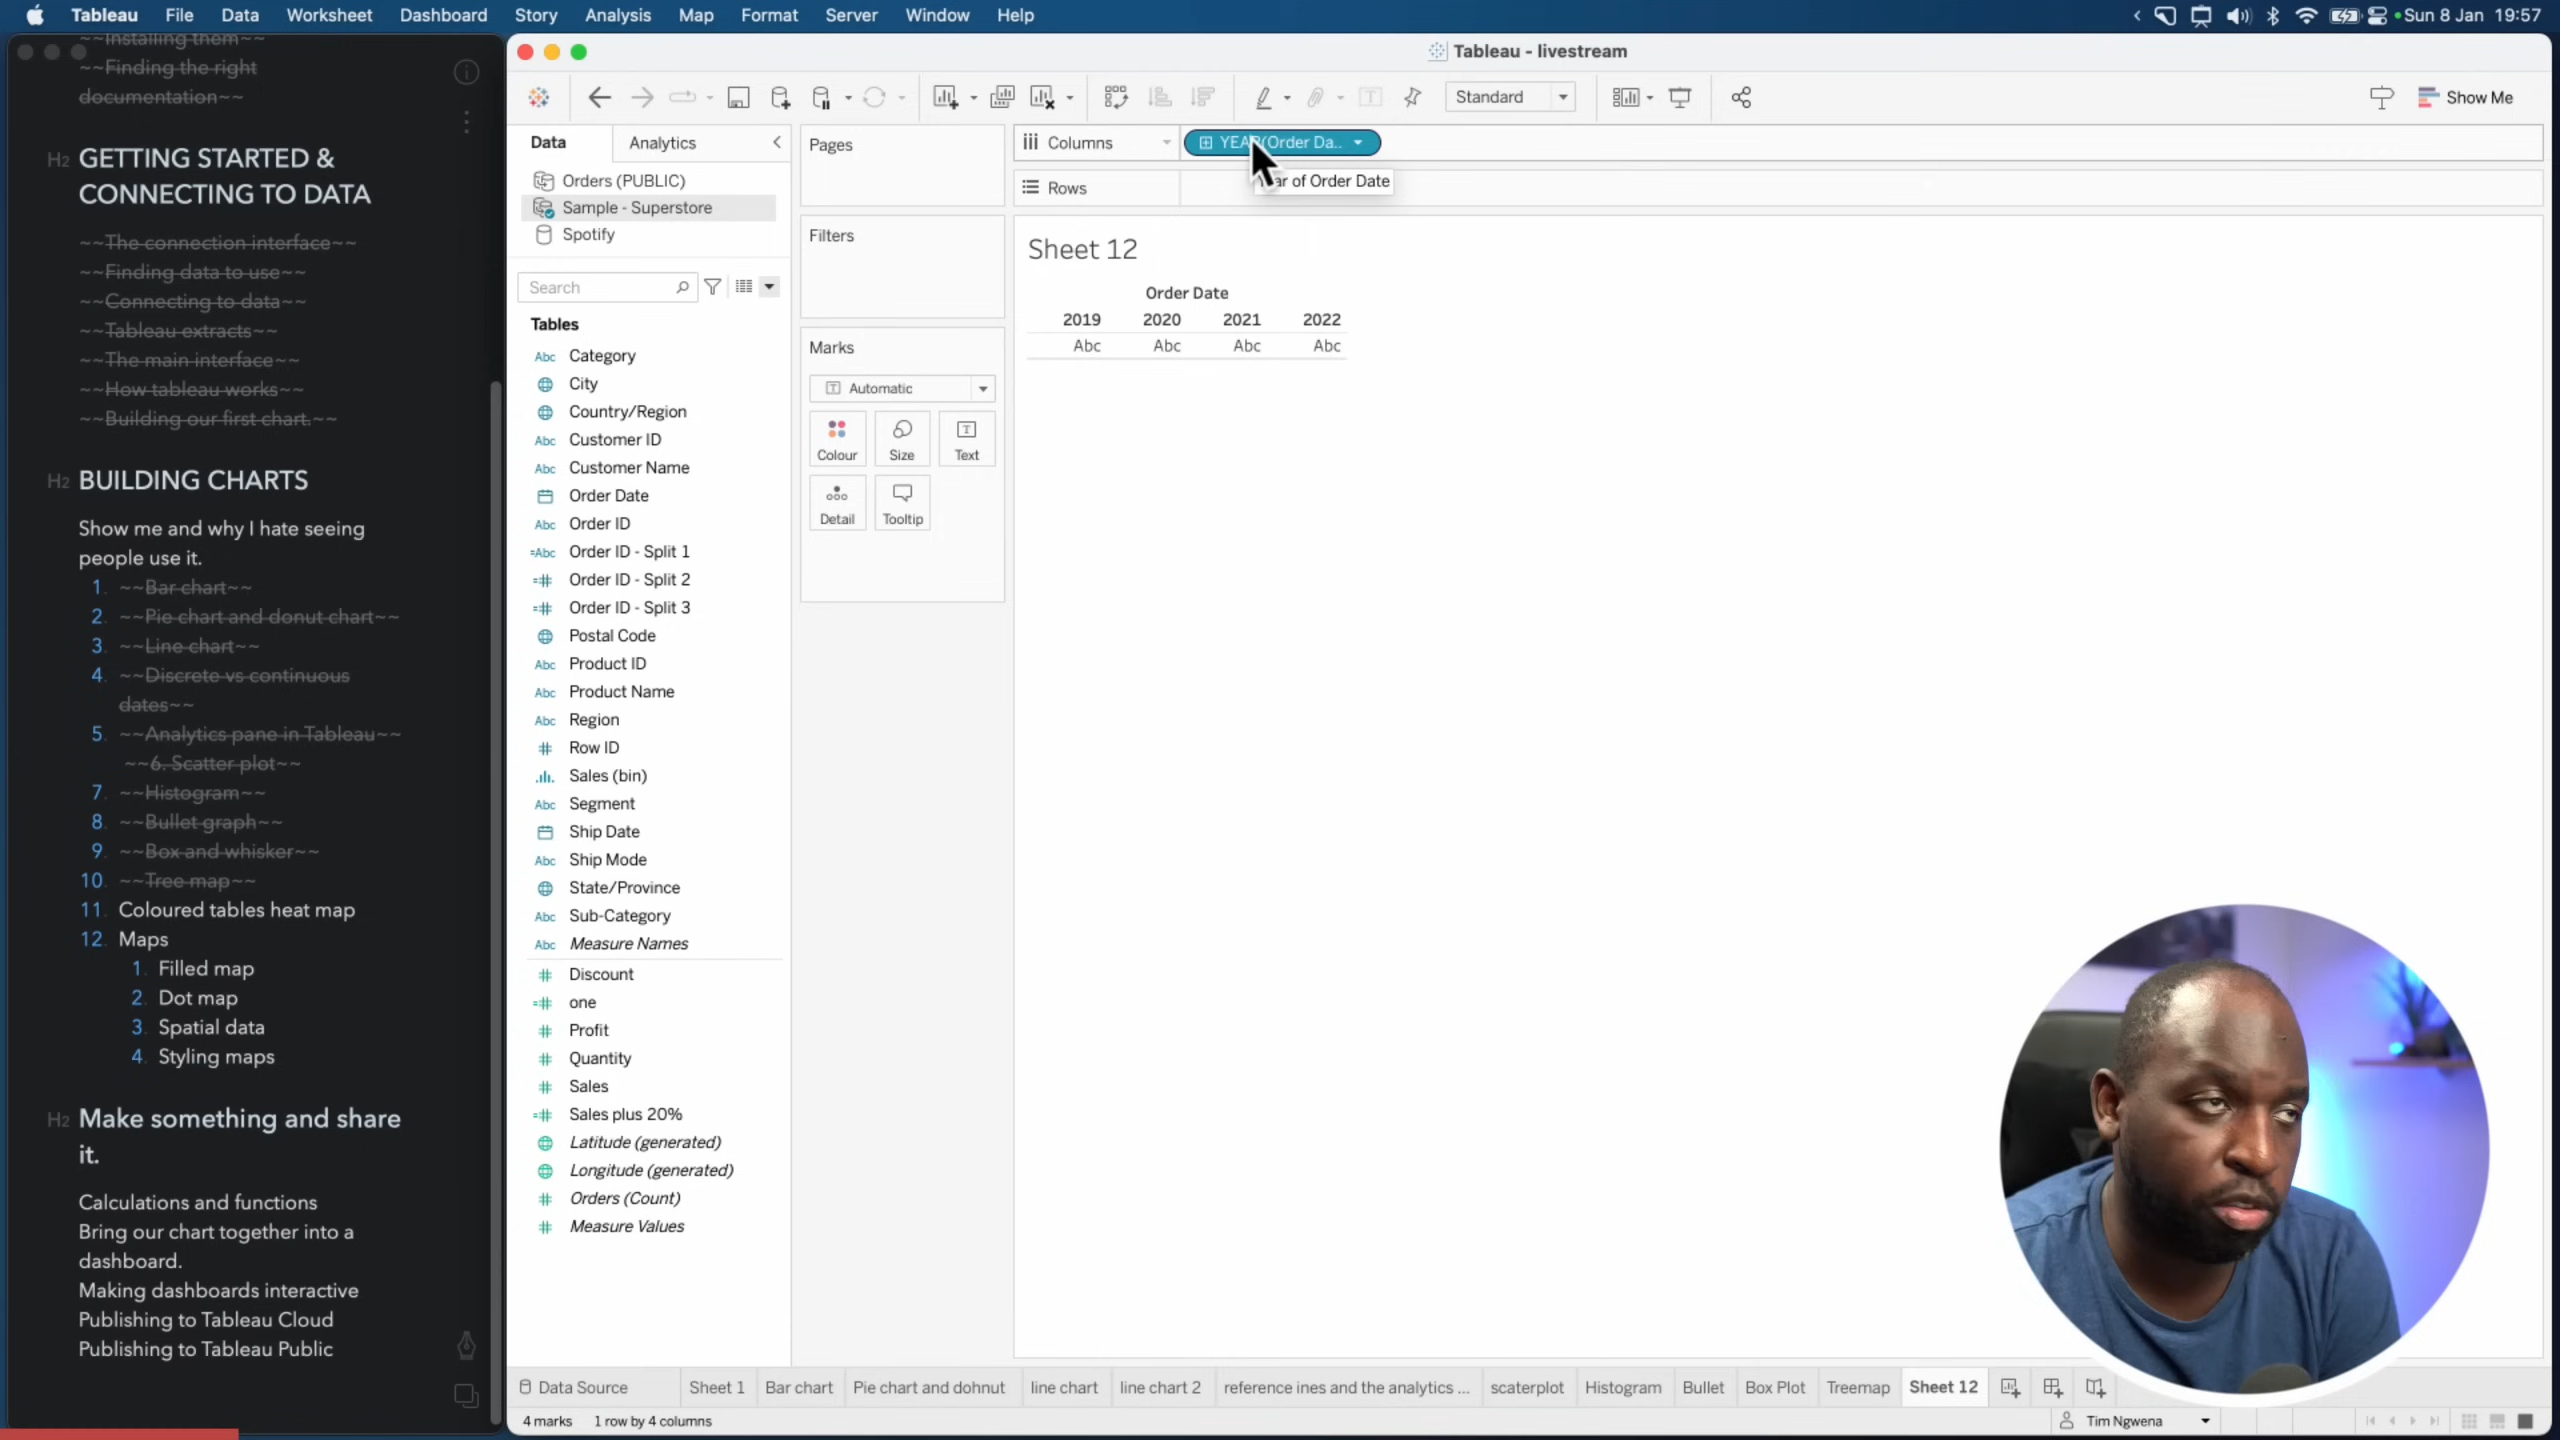 Tableau File Data Worksheet Dashboard Story Analysis Map Format Server Window Help
Sun 8 Jan 19:57
~~Installing them~~
~~Finding the right
documentation~~
H2 GETTING STARTED &
CONNECTING TO DATA
~~The connection interface~~
~~Finding data to use~~
~~Connecting to data~~
~~Tableau extracts~~
~~The main interface~~
~~How tableau works~~
~~Building our first chart.~~
H2 BUILDING CHARTS
Show me and why I hate seeing
people use it.
1. ~~Bar chart~~
2. ~~Pie chart and donut chart~~
3. ~~Line chart~~
4. ~~Discrete vs continuous
dates~~
5. ~~Analytics pane in Tableau~~
~~6. Scatter plot~~
7. ~~Histogram~~
8. ~~Bullet graph~~
9. ~~Box and whisker~~
10. ~~Tree map~~
11. Coloured tables heat map
12. Maps
1. Filled map
2. Dot map
3. Spatial data
4. Styling maps
H2 Make something and share
it.
Calculations and functions
Bring our chart together into a
dashboard.
Making dashboards interactive
Publishing to Tableau Cloud
Publishing to Tableau Public
Tableau - livestream
Standard
Show Me
Data Analytics
Orders (PUBLIC)
Sample - Superstore
Spotify
Search
Tables
Abc Category
City
Country/Region
Abc Customer ID
Abc Customer Name
Order Date
Abc Order ID
=Abc Order ID - Split 1
=# Order ID - Split 2
=# Order ID - Split 3
Postal Code
Abc Product ID
Abc Product Name
Abc Region
# Row ID
Sales (bin)
Abc Segment
Ship Date
Abc Ship Mode
State/Province
Abc Sub-Category
Abc Measure Names
# Discount
=# one
# Profit
# Quantity
# Sales
=# Sales plus 20%
Latitude (generated)
Longitude (generated)
# Orders (Count)
# Measure Values
Pages
Filters
Marks
Automatic
Colour Size Text
Detail Tooltip
Columns
(Order Da..
Rows
of Order Date
Sheet 12
Order Date
2019 2020 2021 2022
Abc Abc Abc Abc
Data Source Sheet 1 Bar chart Pie chart and dohnut line chart line chart 2 reference ines and the analytics ... scaterplot Histogram Bullet Box Plot Treemap Sheet 12
4 marks 1 row by 4 columns
Tim Ngwena